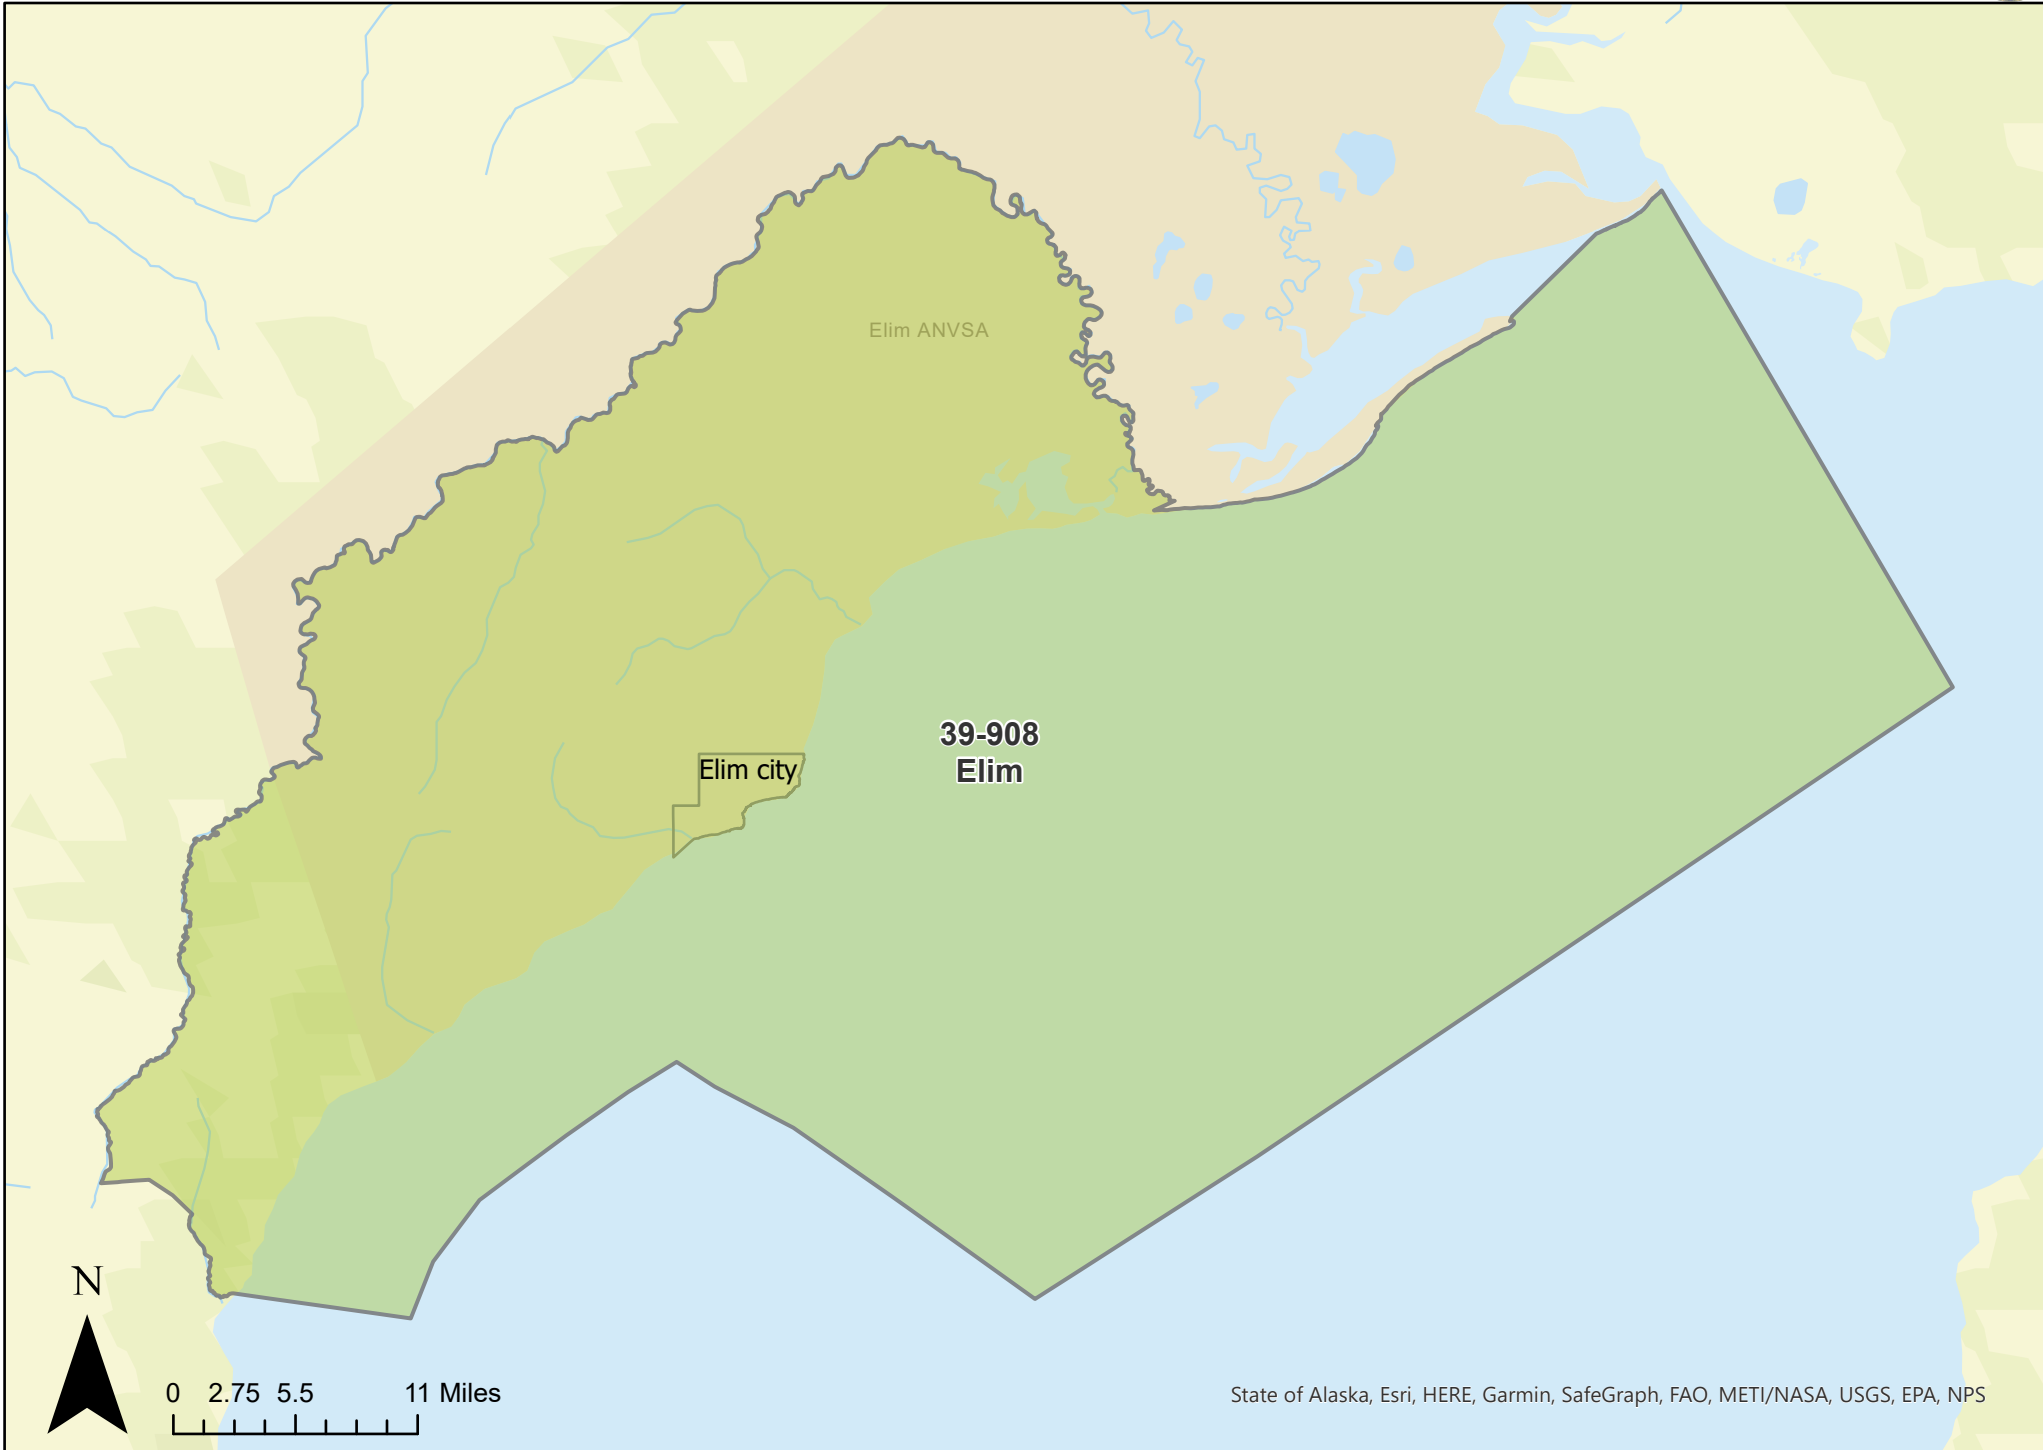 Elim ANVSA
39-908
Elim
Elim city
N
0 2.75 5.5 11 Miles
State of Alaska, Esri, HERE, Garmin, SafeGraph, FAO, METI/NASA, USGS, EPA, NPS